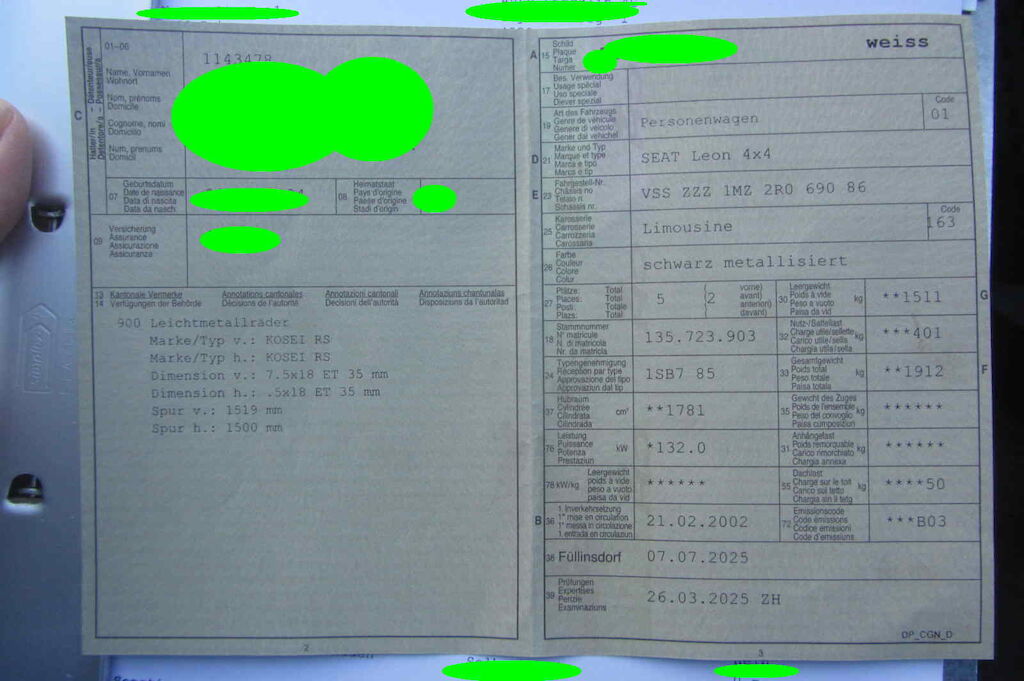 01-06
1143478
Halter/in - Détenteur/euse
Detentore/a - Possessur/a
C
Name, Vornamen
Wohnort
Nom, prénoms
Domicile
Cognome, nomi
Domicilio
Num, prenums
Domicil
07
Geburtsdatum
Date de naissance
Data di nascita
Data da nasch.
08
Heimatstaat
Pays d'origine
Paese d'origine
Stadi d'origin
09
Versicherung
Assurance
Assicurazione
Assicuranza
13 Kantonale Vermerke Annotations cantonales Annotazioni cantonali Annotaziuns chantunalas
14 Verfügungen der Behörde Décisions de l'autorité Decisioni dell'autorità Disposiziuns da l'autoritad
900 Leichtmetallräder
Marke/Typ v.: KOSEI RS
Marke/Typ h.: KOSEI RS
Dimension v.: 7.5x18 ET 35 mm
Dimension h.: .5x18 ET 35 mm
Spur v.: 1519 mm
Spur h.: 1500 mm
2
A 15
Schild
Plaque
Targa
Numer
weiss
17
Bes. Verwendung
Usage spécial
Uso speciale
Diever spezial
19
Art des Fahrzeugs
Genre de véhicule
Genere di veicolo
Gener dal vehichel
Personenwagen
Code
01
D 21
Marke und Typ
Marque et type
Marca e tipo
Marca e tip
SEAT Leon 4x4
E 23
Fahrgestell-Nr.
Châssis no
Telaio n.
Schassis nr.
VSS ZZZ 1MZ 2R0 690 86
25
Karosserie
Carrosserie
Carrozzeria
Carossaria
Limousine
Code
163
26
Farbe
Couleur
Colore
Colur
schwarz metallisiert
27
Plätze: Total
Places: Total
Posti: Totale
Plazs: Total
5 (2
vorne)
avant)
anteriori)
davant)
30
Leergewicht
Poids à vide
Peso a vuoto
Paisa da vid
kg
**1511
G
18
Stammnummer
N° matricule
N. di matricola
Nr. da matricla
135.723.903
32
Nutz-/Sattellast
Charge utile/sellette
Carico utile/sella
Chargia utila/sella
kg
***401
24
Typengenehmigung
Réception par type
Approvazione del tipo
Approvaziun dal tip
1SB7 85
33
Gesamtgewicht
Poids total
Peso totale
Paisa totala
kg
**1912
F
37
Hubraum
Cylindrée
Cilindrata
Cilindrada
cm³
**1781
35
Gewicht des Zuges
Poids de l'ensemble
Peso del convoglio
Paisa cumposiziun
kg
******
76
Leistung
Puissance
Potenza
Prestaziun
kW
*132.0
31
Anhängelast
Poids remorquable
Carico rimorchiato
Chargia annexa
kg
******
78 kW/kg
Leergewicht
poids à vide
peso a vuoto
paisa da vid
******
55
Dachlast
Charge sur le toit
Carico sul tetto
Chargia sin il tetg
kg
****50
B 36
1. Inverkehrsetzung
1re mise en circulation
1a messa in circolazione
1. entrada en circulaziun
21.02.2002
72
Emissionscode
Code émissions
Codice emissioni
Code d'emissiuns
***B03
38 Füllinsdorf 07.07.2025
39
Prüfungen
Expertises
Perizie
Examinaziuns
26.03.2025 ZH
DP_CGN_D
3